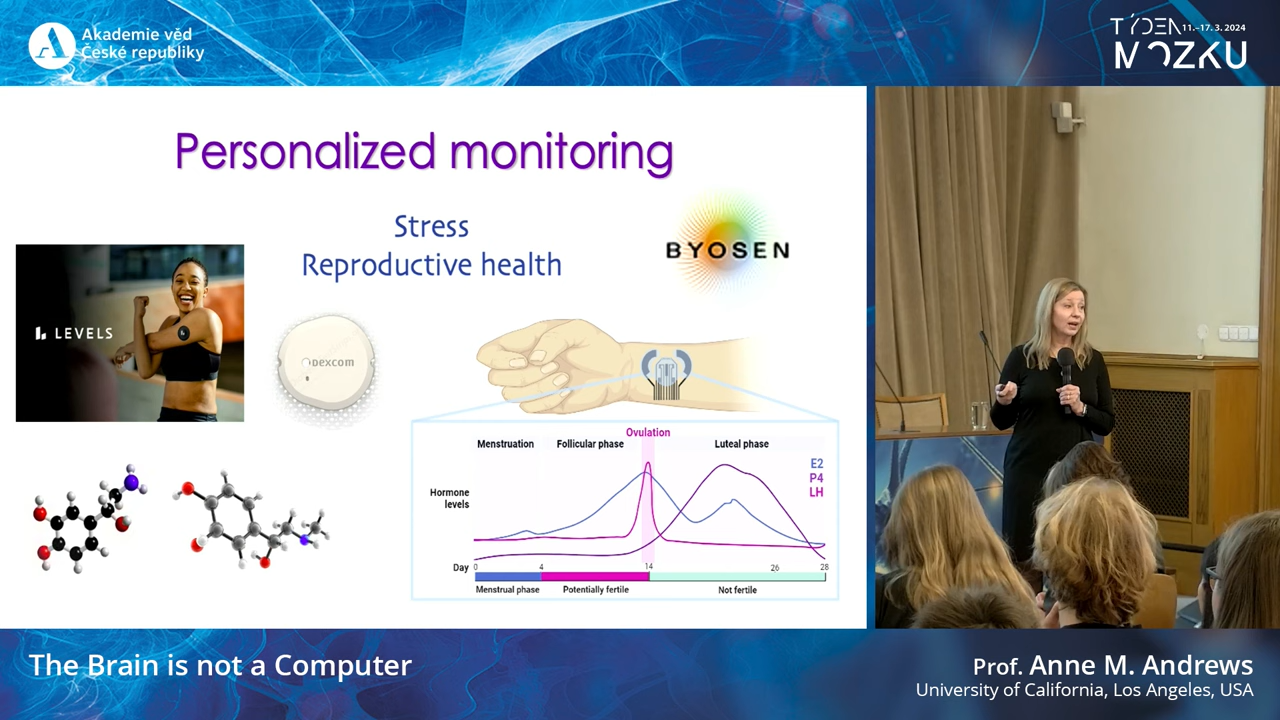 Akademie věd
České republiky
TÝDEN 11.–17. 3. 2024
MOZKU
Personalized monitoring
Stress
Reproductive health
BYOSEN
LEVELS
DEXCOM
Ovulation
Menstruation
Follicular phase
Luteal phase
E2
P4
LH
Hormone
levels
Day
0
4
14
26
28
Menstrual phase
Potentially fertile
Not fertile
The Brain is not a Computer
Prof. Anne M. Andrews
University of California, Los Angeles, USA